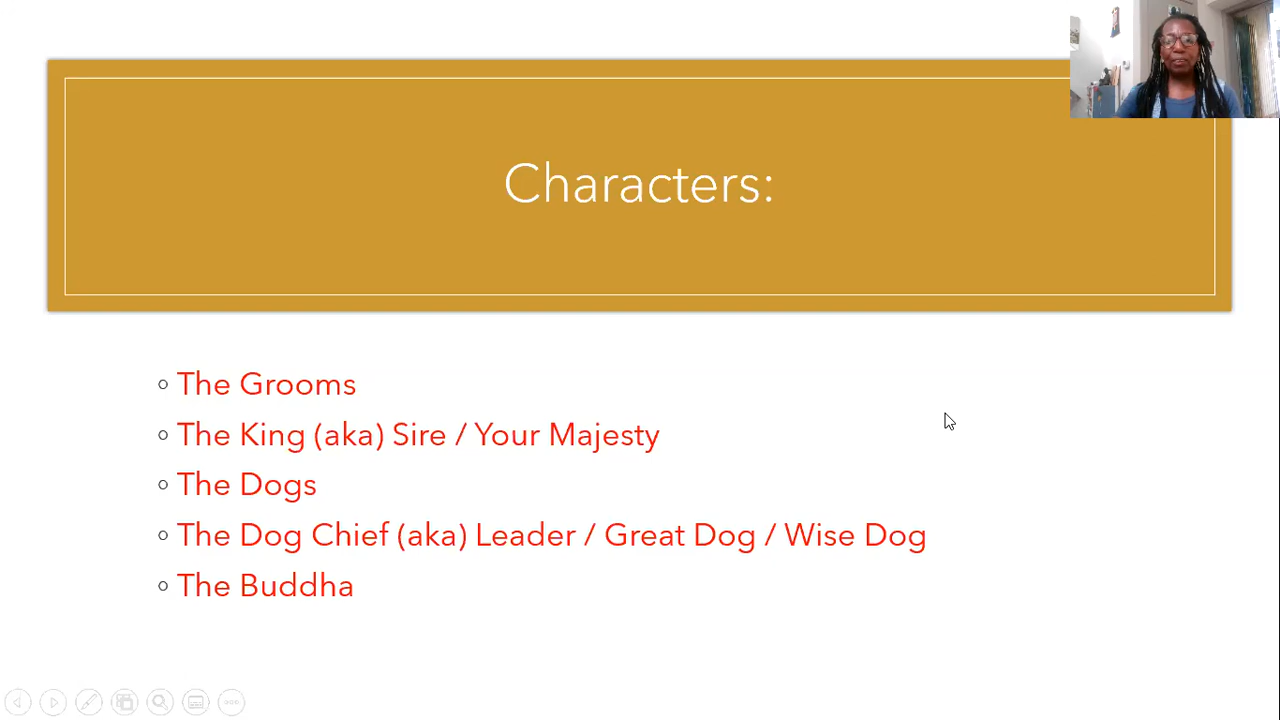 Characters:
The Grooms
The King (aka) Sire / Your Majesty
The Dogs
The Dog Chief (aka) Leader / Great Dog / Wise Dog
The Buddha